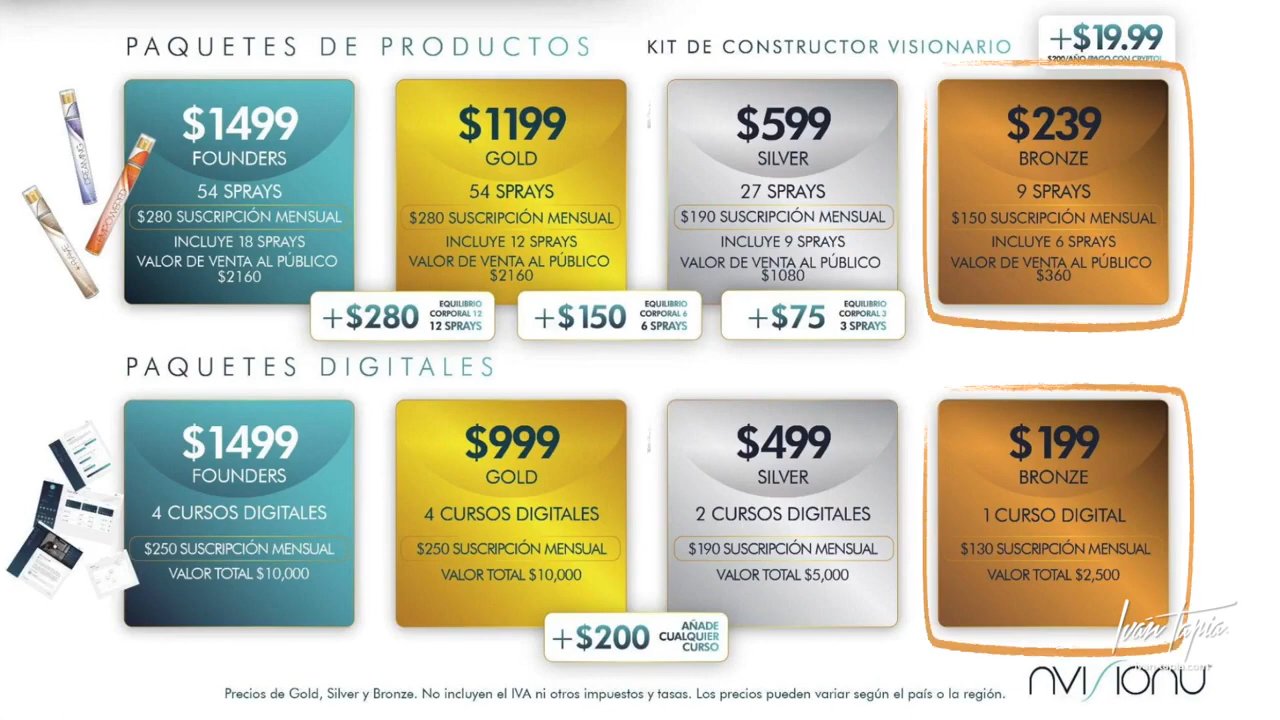 PAQUETES DE PRODUCTOS
KIT DE CONSTRUCTOR VISIONARIO
+$19.99
$200/AÑO (PAGO CON CRYPTO)
$1499
FOUNDERS
54 SPRAYS
$280 SUSCRIPCIÓN MENSUAL
INCLUYE 18 SPRAYS
VALOR DE VENTA AL PÚBLICO
$2160
$1199
GOLD
54 SPRAYS
$280 SUSCRIPCIÓN MENSUAL
INCLUYE 12 SPRAYS
VALOR DE VENTA AL PÚBLICO
$2160
$599
SILVER
27 SPRAYS
$190 SUSCRIPCIÓN MENSUAL
INCLUYE 9 SPRAYS
VALOR DE VENTA AL PÚBLICO
$1080
$239
BRONZE
9 SPRAYS
$150 SUSCRIPCIÓN MENSUAL
INCLUYE 6 SPRAYS
VALOR DE VENTA AL PÚBLICO
$360
+$280
EQUILIBRIO
CORPORAL 12
12 SPRAYS
+$150
EQUILIBRIO
CORPORAL 6
6 SPRAYS
+$75
EQUILIBRIO
CORPORAL 3
3 SPRAYS
PAQUETES DIGITALES
$1499
FOUNDERS
4 CURSOS DIGITALES
$250 SUSCRIPCIÓN MENSUAL
VALOR TOTAL $10,000
$999
GOLD
4 CURSOS DIGITALES
$250 SUSCRIPCIÓN MENSUAL
VALOR TOTAL $10,000
$499
SILVER
2 CURSOS DIGITALES
$190 SUSCRIPCIÓN MENSUAL
VALOR TOTAL $5,000
$199
BRONZE
1 CURSO DIGITAL
$130 SUSCRIPCIÓN MENSUAL
VALOR TOTAL $2,500
+$200
AÑADE
CUALQUIER
CURSO
Iván Tapia
ivan-tapia.com
nvisionu
Precios de Gold, Silver y Bronze. No incluyen el IVA ni otros impuestos y tasas. Los precios pueden variar según el país o la región.